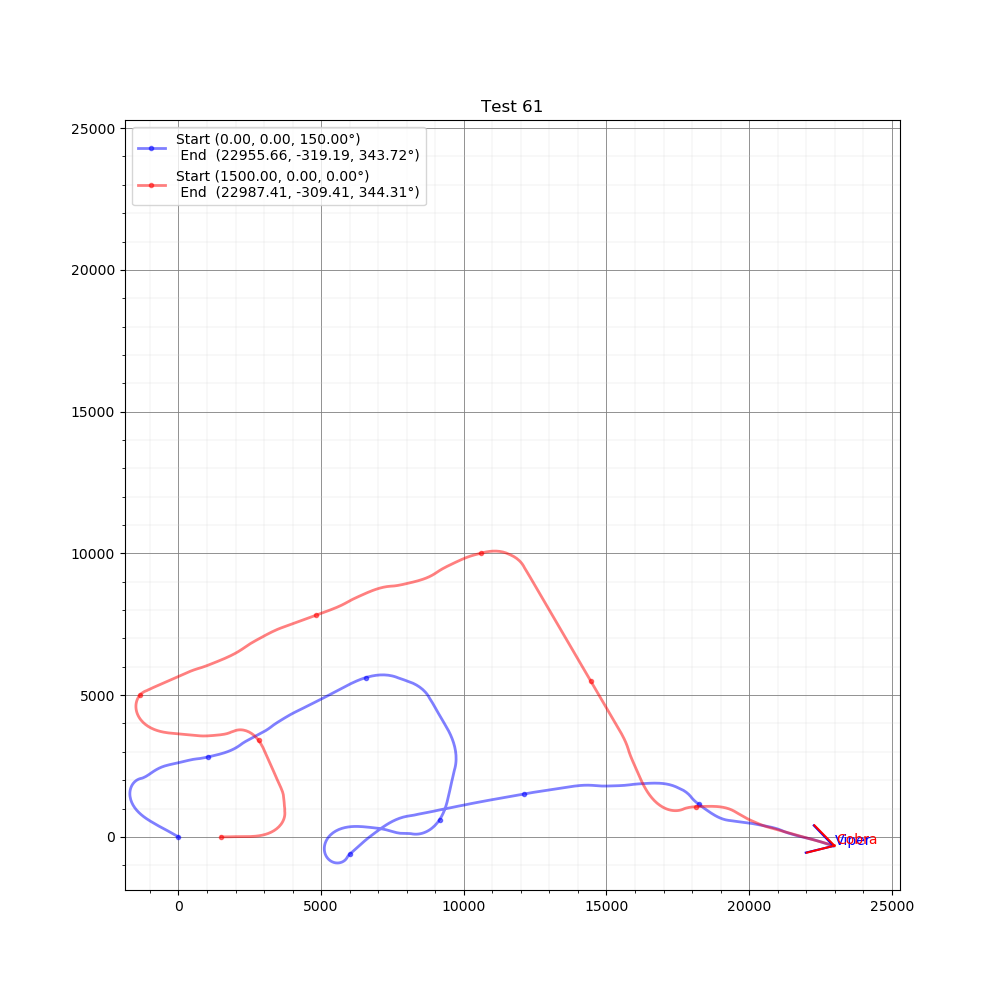 Test 61
25000
20000
15000
10000
5000
0
Start (0.00, 0.00, 150.00°)
End (22955.66, -319.19, 343.72°)
Start (1500.00, 0.00, 0.00°)
End (22987.41, -309.41, 344.31°)
Viper
Cobra
0
5000
10000
15000
20000
25000